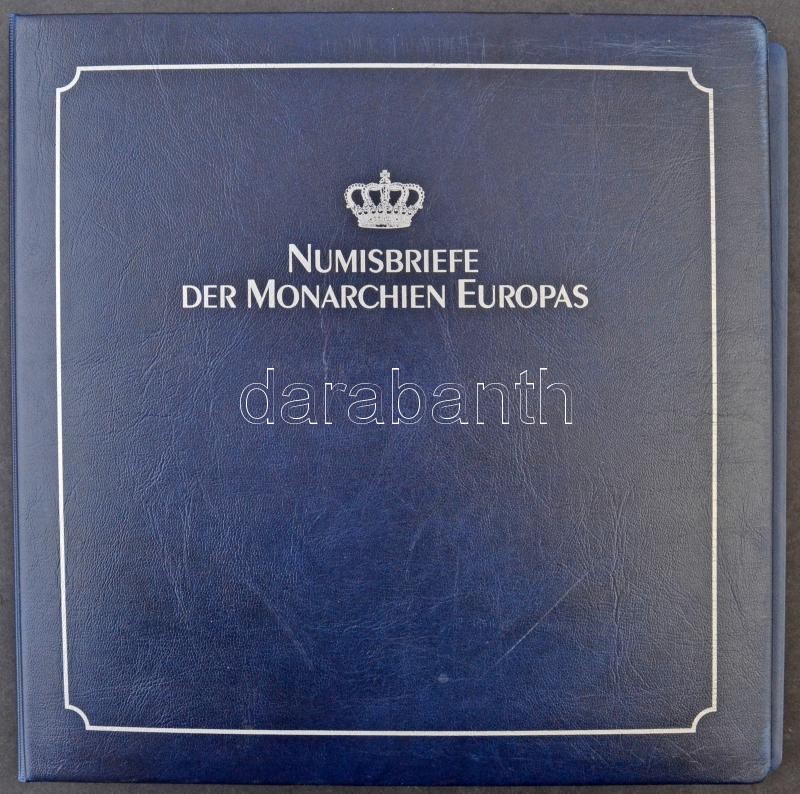 NUMISBRIEFE
DER MONARCHIEN EUROPAS
darabanth